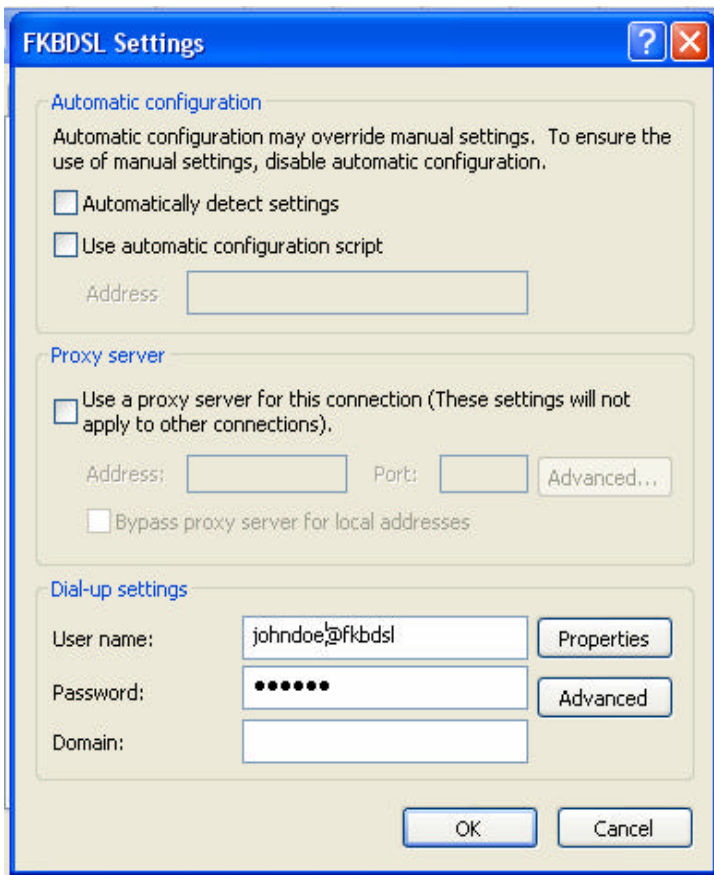 FKBDSL Settings
Automatic configuration
Automatic configuration may override manual settings. To ensure the
use of manual settings, disable automatic configuration.
Automatically detect settings
Use automatic configuration script
Address
Proxy server
Use a proxy server for this connection (These settings will not
apply to other connections).
Address: Port: Advanced...
Bypass proxy server for local addresses
Dial-up settings
User name: johndoe@fkbdsl Properties
Password: •••••• Advanced
Domain:
OK Cancel